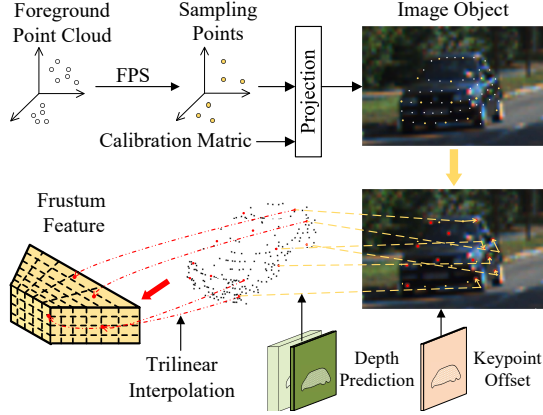 Foreground
Point Cloud
Sampling
Points
Image Object
FPS
Projection
Calibration Matric
Frustum
Feature
Trilinear
Interpolation
Depth
Prediction
Keypoint
Offset